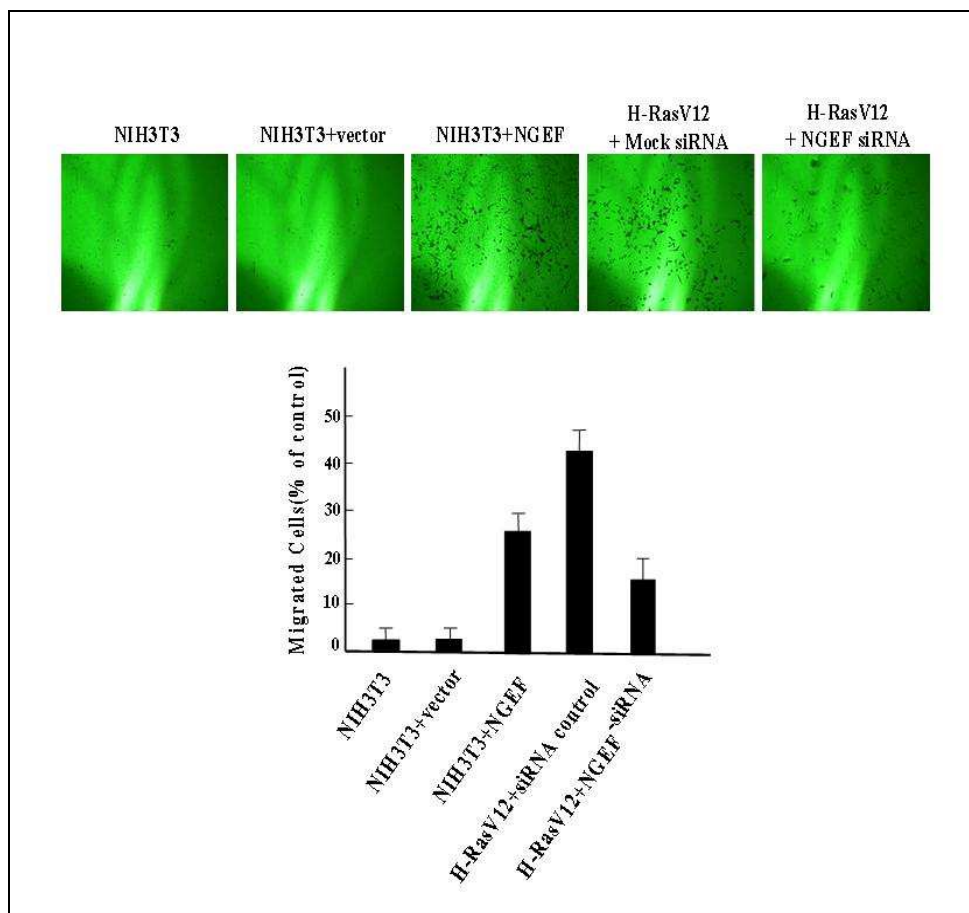 NIH3T3
NIH3T3+vector
NIH3T3+NGEF
H-RasV12
+ Mock siRNA
H-RasV12
+ NGEF siRNA
Migrated Cells(% of control)
50
40
30
20
10
0
NIH3T3
NIH3T3+vector
NIH3T3+NGEF
H-RasV12+siRNA control
H-RasV12+NGEF-siRNA